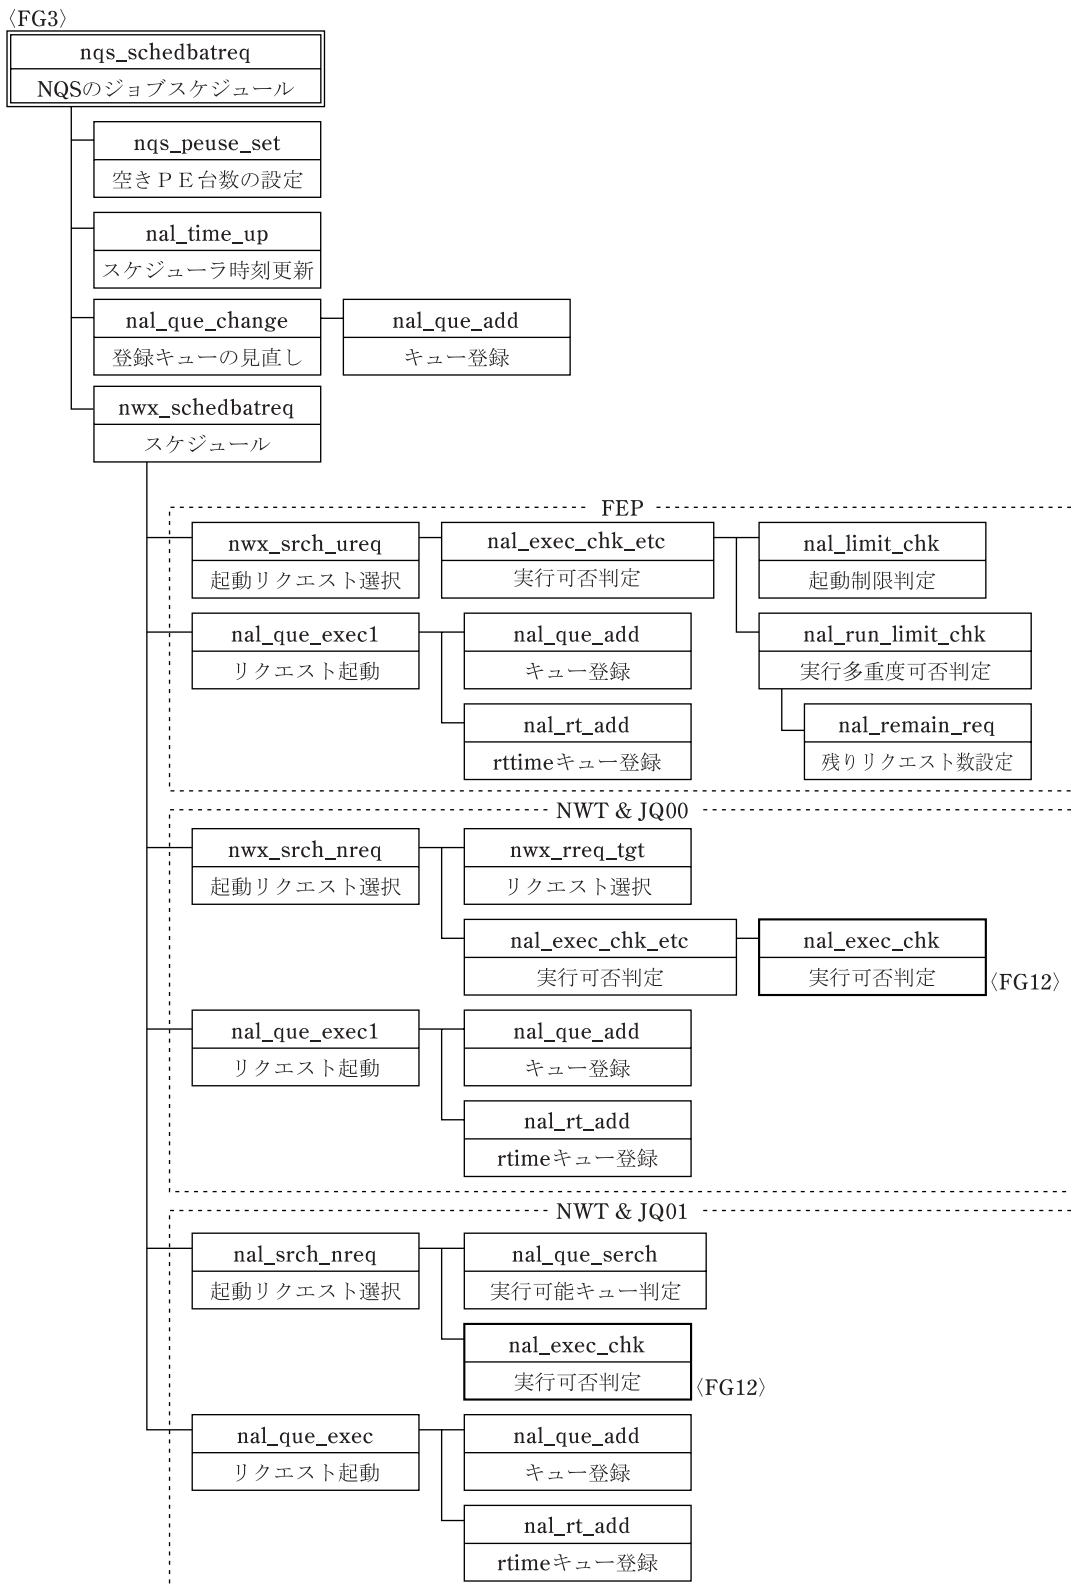 〈FG3〉
nqs_schedbatreq
NQSのジョブスケジュール
nqs_peuse_set
空きＰＥ台数の設定
nal_time_up
スケジューラ時刻更新
nal_que_change
登録キューの見直し
nal_que_add
キュー登録
nwx_schedbatreq
スケジュール
FEP
nwx_srch_ureq
起動リクエスト選択
nal_exec_chk_etc
実行可否判定
nal_limit_chk
起動制限判定
nal_que_exec1
リクエスト起動
nal_que_add
キュー登録
nal_run_limit_chk
実行多重度可否判定
nal_rt_add
rttimeキュー登録
nal_remain_req
残りリクエスト数設定
NWT & JQ00
nwx_srch_nreq
起動リクエスト選択
nwx_rreq_tgt
リクエスト選択
nal_exec_chk_etc
実行可否判定
nal_exec_chk
実行可否判定
〈FG12〉
nal_que_exec1
リクエスト起動
nal_que_add
キュー登録
nal_rt_add
rtimeキュー登録
NWT & JQ01
nal_srch_nreq
起動リクエスト選択
nal_que_serch
実行可能キュー判定
nal_exec_chk
実行可否判定
〈FG12〉
nal_que_exec
リクエスト起動
nal_que_add
キュー登録
nal_rt_add
rtimeキュー登録